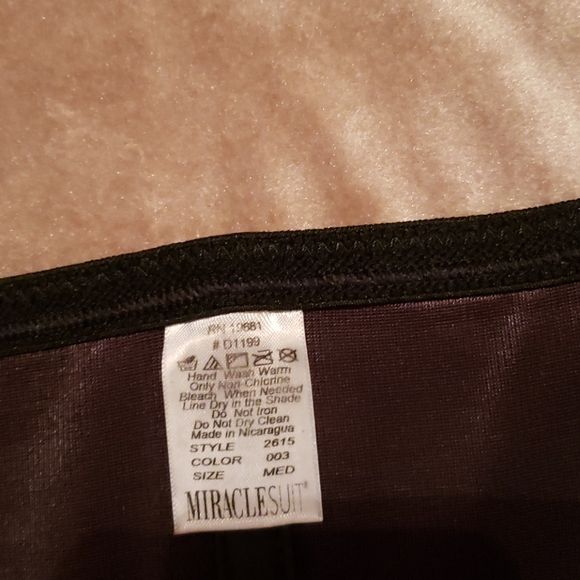 RN 19681
# D1199
Hand Wash Warm
Only Non-Chlorine
Bleach When Needed
Line Dry in the Shade
Do Not Iron
Do Not Dry Clean
Made in Nicaragua
STYLE 2615
COLOR 003
SIZE MED
MIRACLESUIT®